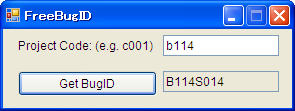 FreeBugID
Project Code: (e.g. c001) b114
Get BugID B114S014